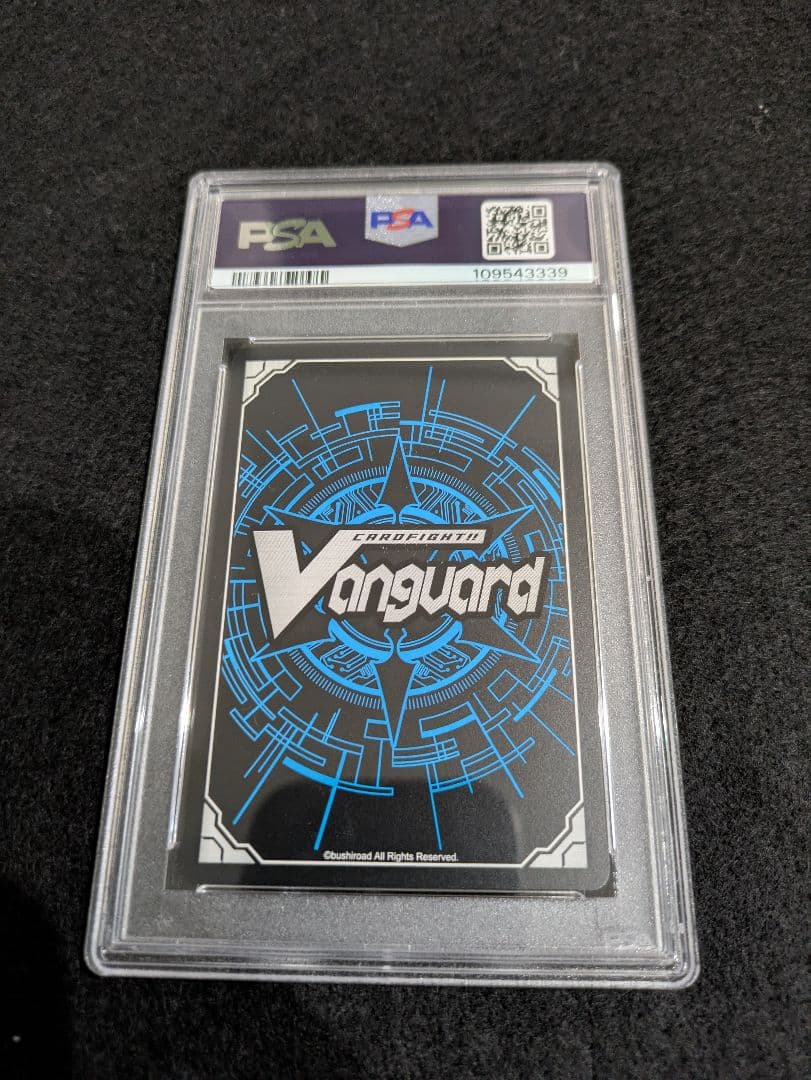 PSA
PSA
109543339
CARDFIGHT!!
Vanguard
©bushiroad All Rights Reserved.